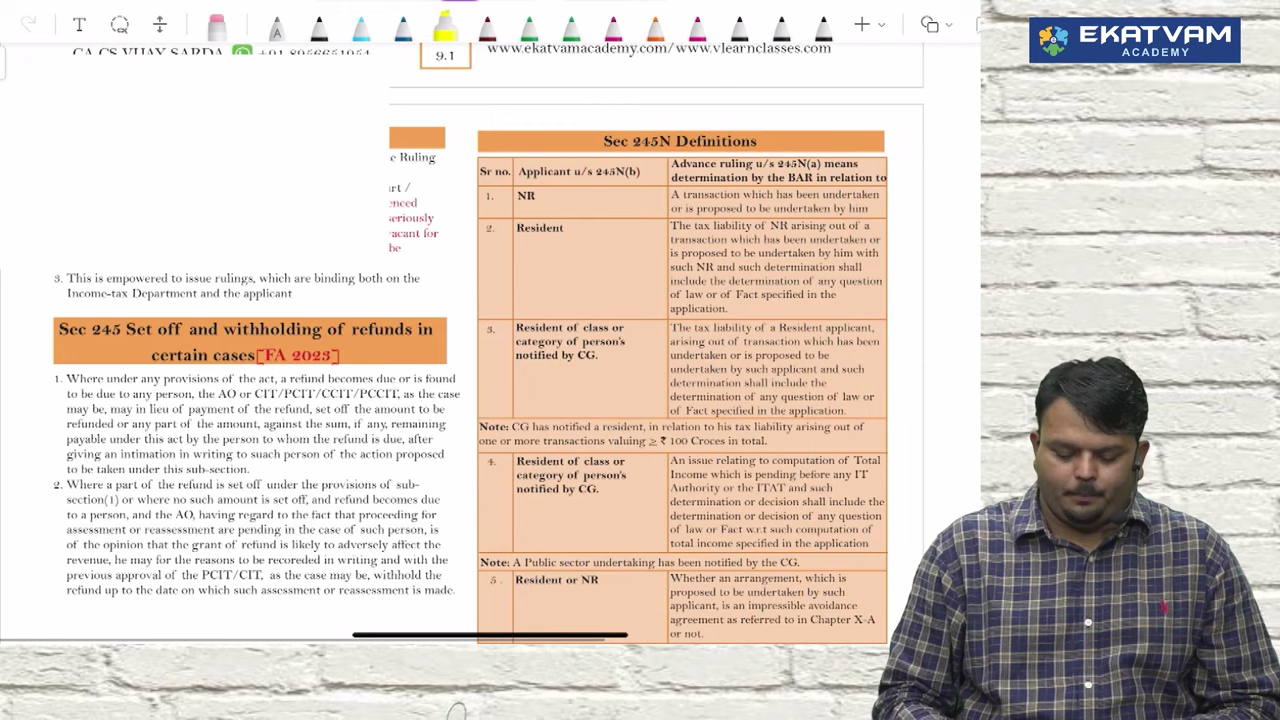 EKATVAM
ACADEMY
CA CS VIJAY SARDA
+91 8956651954
9.1
www.ekatvamacademy.com/www.vlearnclasses.com
e Ruling
urt /
enced
seriously
vacant for
be
3. This is empowered to issue rulings, which are binding both on the
Income-tax Department and the applicant
Sec 245 Set off and withholding of refunds in
certain cases[FA 2023]
1. Where under any provisions of the act, a refund becomes due or is found
to be due to any person, the AO or CIT/PCIT/CCIT/PCCIT, as the case
may be, may in lieu of payment of the refund, set off the amount to be
refunded or any part of the amount, against the sum, if any, remaining
payable under this act by the person to whom the refund is due, after
giving an intimation in writing to suach person of the action proposed
to be taken under this sub-section.
2. Where a part of the refund is set off under the provisions of sub-
section(1) or where no such amount is set off, and refund becomes due
to a person, and the AO, having regard to the fact that proceeding for
assessment or reassessment are pending in the case of such person, is
of the opinion that the grant of refund is likely to adversely affect the
revenue, he may for the reasons to be recoreded in writing and with the
previous approval of the PCIT/CIT, as the case may be, withhold the
refund up to the date on which such assessment or reassessment is made.
Sec 245N Definitions
Sr no. Applicant u/s 245N(b) Advance ruling u/s 245N(a) means
determination by the BAR in relation to
1. NR A transaction which has been undertaken
or is proposed to be undertaken by him
2. Resident The tax liability of NR arising out of a
transaction which has been undertaken or
is proposed to be undertaken by him with
such NR and such determination shall
include the determination of any question
of law or of Fact specified in the
application.
3. Resident of class or The tax liability of a Resident applicant,
category of person's arising out of transaction which has been
notified by CG. undertaken or is proposed to be
undertaken by such applicant and such
determination shall include the
determination of any question of law or
of Fact specified in the application.
Note: CG has notified a resident, in relation to his tax liability arising out of
one or more transactions valuing ≥ ₹ 100 Croces in total.
4. Resident of class or An issue relating to computation of Total
category of person's Income which is pending before any IT
notified by CG. Authority or the ITAT and such
determination or decision shall include the
determination or decision of any question
of law or Fact w.r.t such computation of
total income specified in the application
Note: A Public sector undertaking has been notified by the CG.
5. Resident or NR Whether an arrangement, which is
proposed to be undertaken by such
applicant, is an impressible avoidance
agreement as referred to in Chapter X-A
or not.